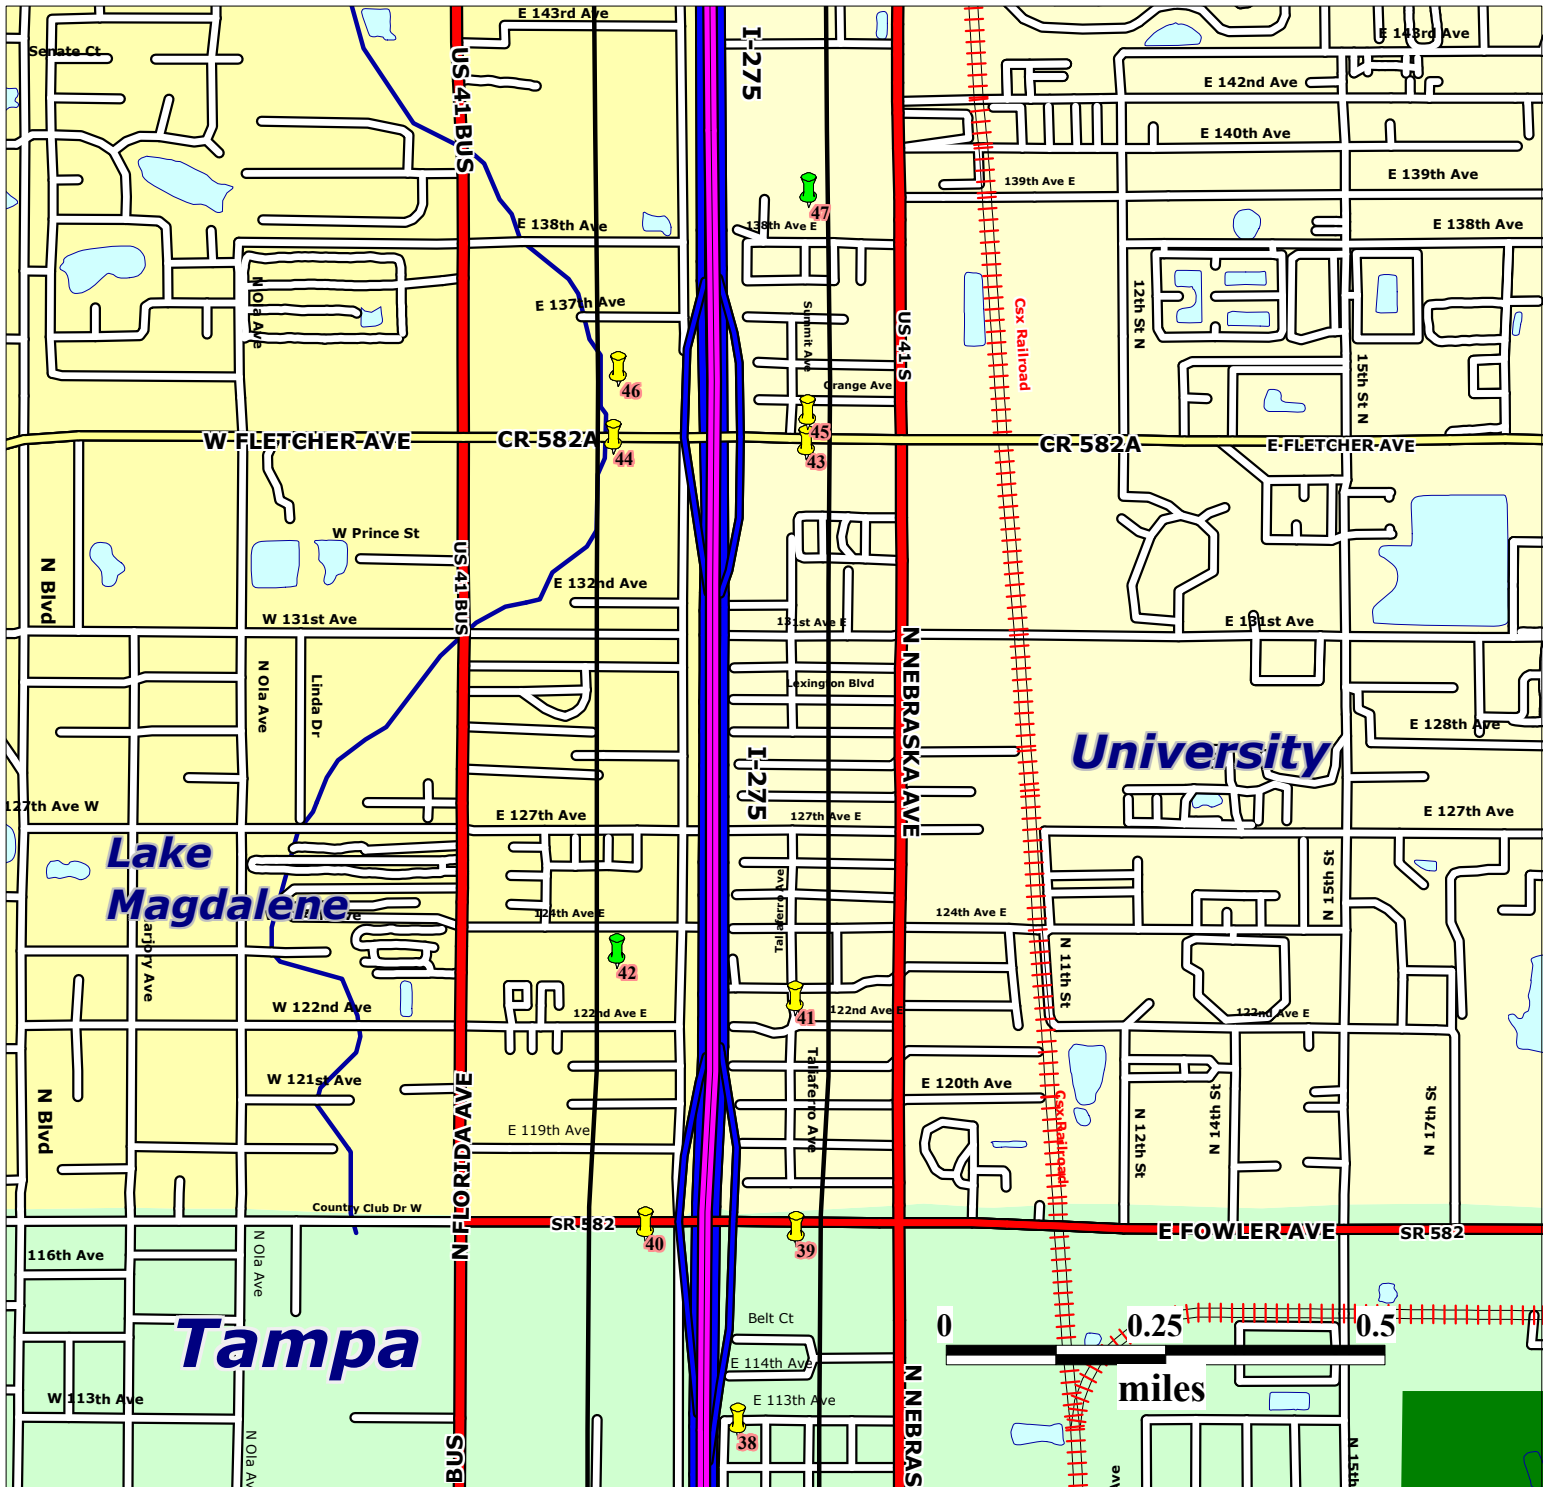 E 143rd Ave
Senate Ct
US 41 BUS
I-275
E 143rd Ave
E 142nd Ave
E 140th Ave
139th Ave E
E 139th Ave
47
E 138th Ave
138th Ave E
E 138th Ave
N Ola Ave
E 137th Ave
Summit Ave
US 41 S
Csx Railroad
12th St N
15th St N
46
Orange Ave
45
W FLETCHER AVE
CR 582A
44
43
CR 582A
E FLETCHER AVE
W Prince St
US 41 BUS
N Blvd
E 132nd Ave
W 131st Ave
131st Ave E
E 131st Ave
N Ola Ave
Linda Dr
Lexington Blvd
N NEBRASKA AVE
E 128th Ave
University
I-275
127th Ave W
E 127th Ave
127th Ave E
E 127th Ave
Lake
Magdalene
Taliaferro Ave
N 15th St
124th Ave E
124th Ave E
42
N 11th St
W 122nd Ave
122nd Ave E
41
122nd Ave E
122nd Ave E
W 121st Ave
N Blvd
N FLORIDA AVE
E 119th Ave
Taliaferro Ave
E 120th Ave
Csx Railroad
N 12th St
N 14th St
N 17th St
Country Club Dr W
SR 582
40
39
E FOWLER AVE
SR 582
116th Ave
N Ola Ave
Tampa
Belt Ct
E 114th Ave
0 0.25 0.5
miles
W 113th Ave
E 113th Ave
38
N Ola Av
BUS
N NEBRAS
N 15th